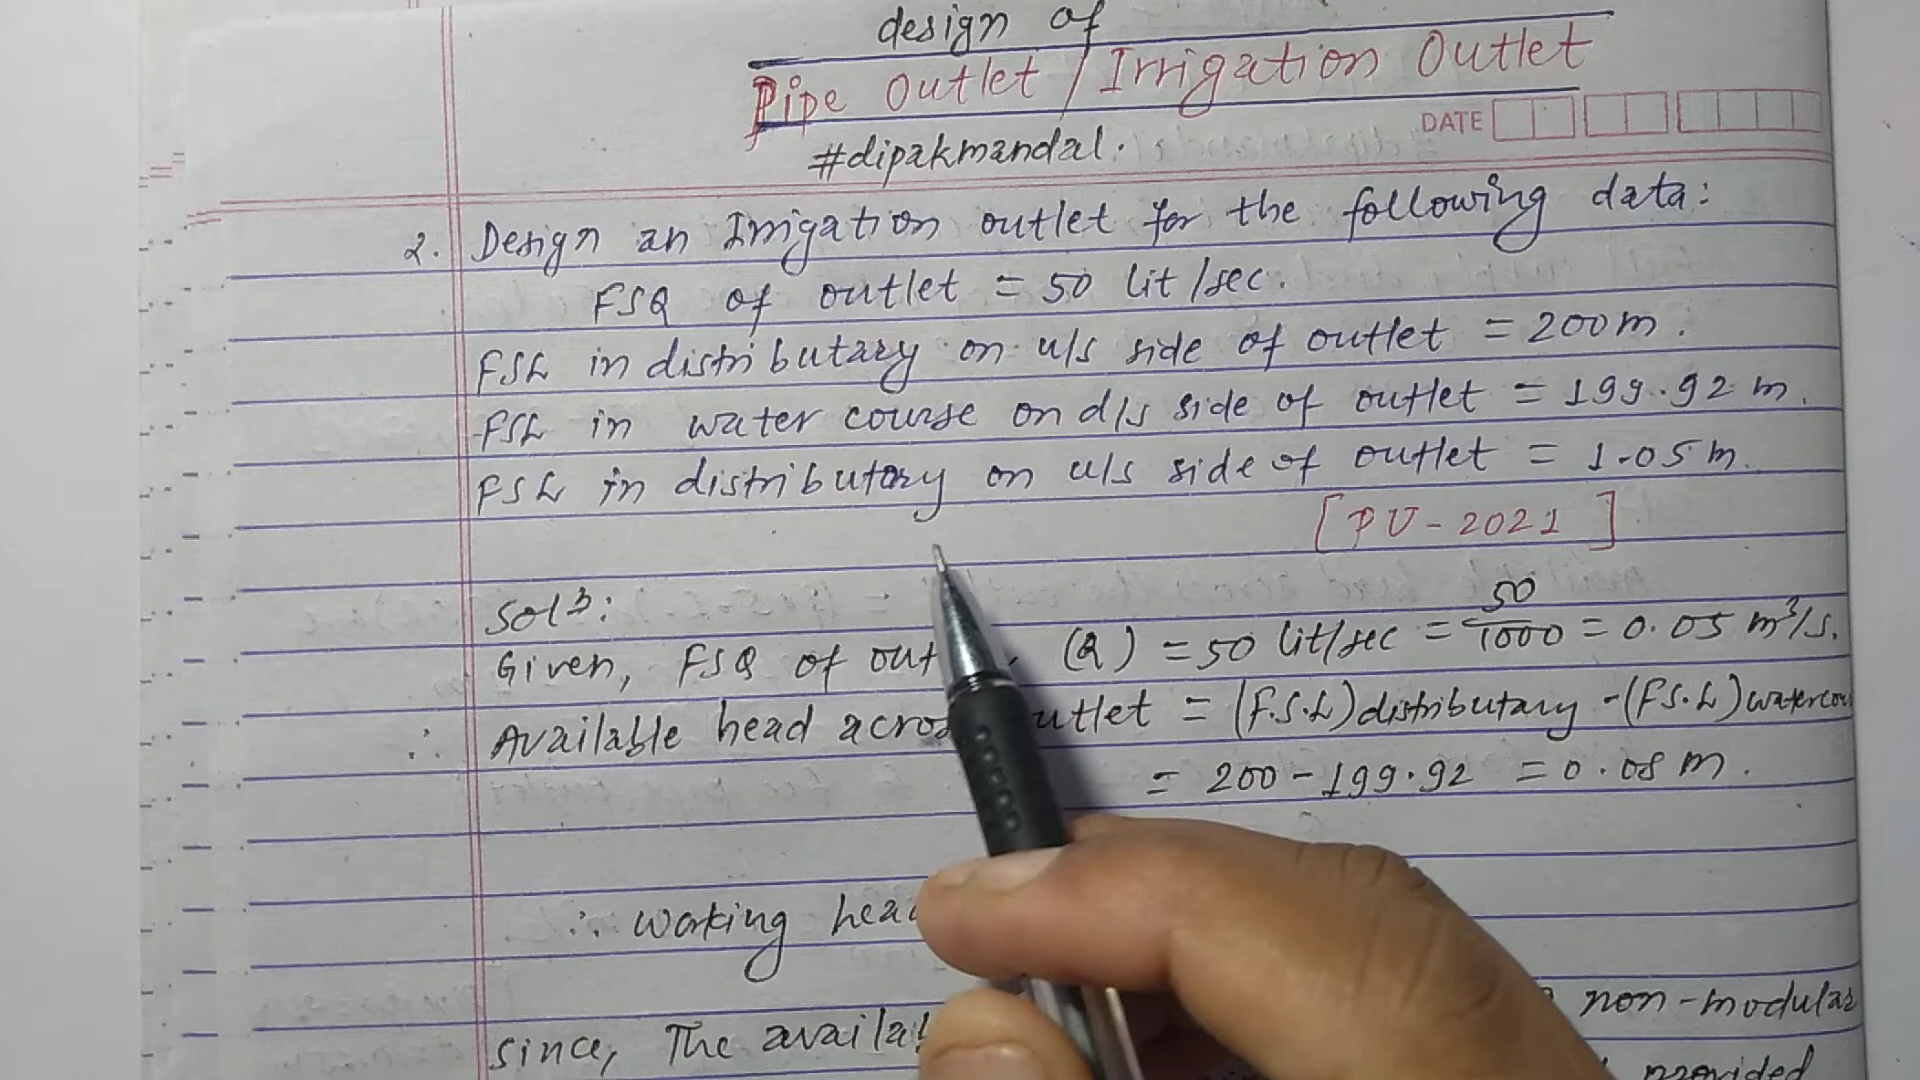 design of
Pipe Outlet / Irrigation Outlet
DATE
#dipakmandal.
2. Design an Irrigation outlet for the following data:
FSQ of outlet = 50 lit/sec.
FSL in distributary on u/s side of outlet = 200m.
FSL in water course on d/s side of outlet = 199.92 m.
FSL in distributory on u/s side of outlet = 1.05 m.
[PU-2021]
Soln:
Given, FSQ of out , (Q) = 50 lit/sec = 50/1000 = 0.05 m³/s.
∴ Available head acros utlet = (F.S.L) distributary - (F.S.L) watercou
= 200 - 199.92 = 0.08 m.
∴ working hea
since, The availa non-modular
provided